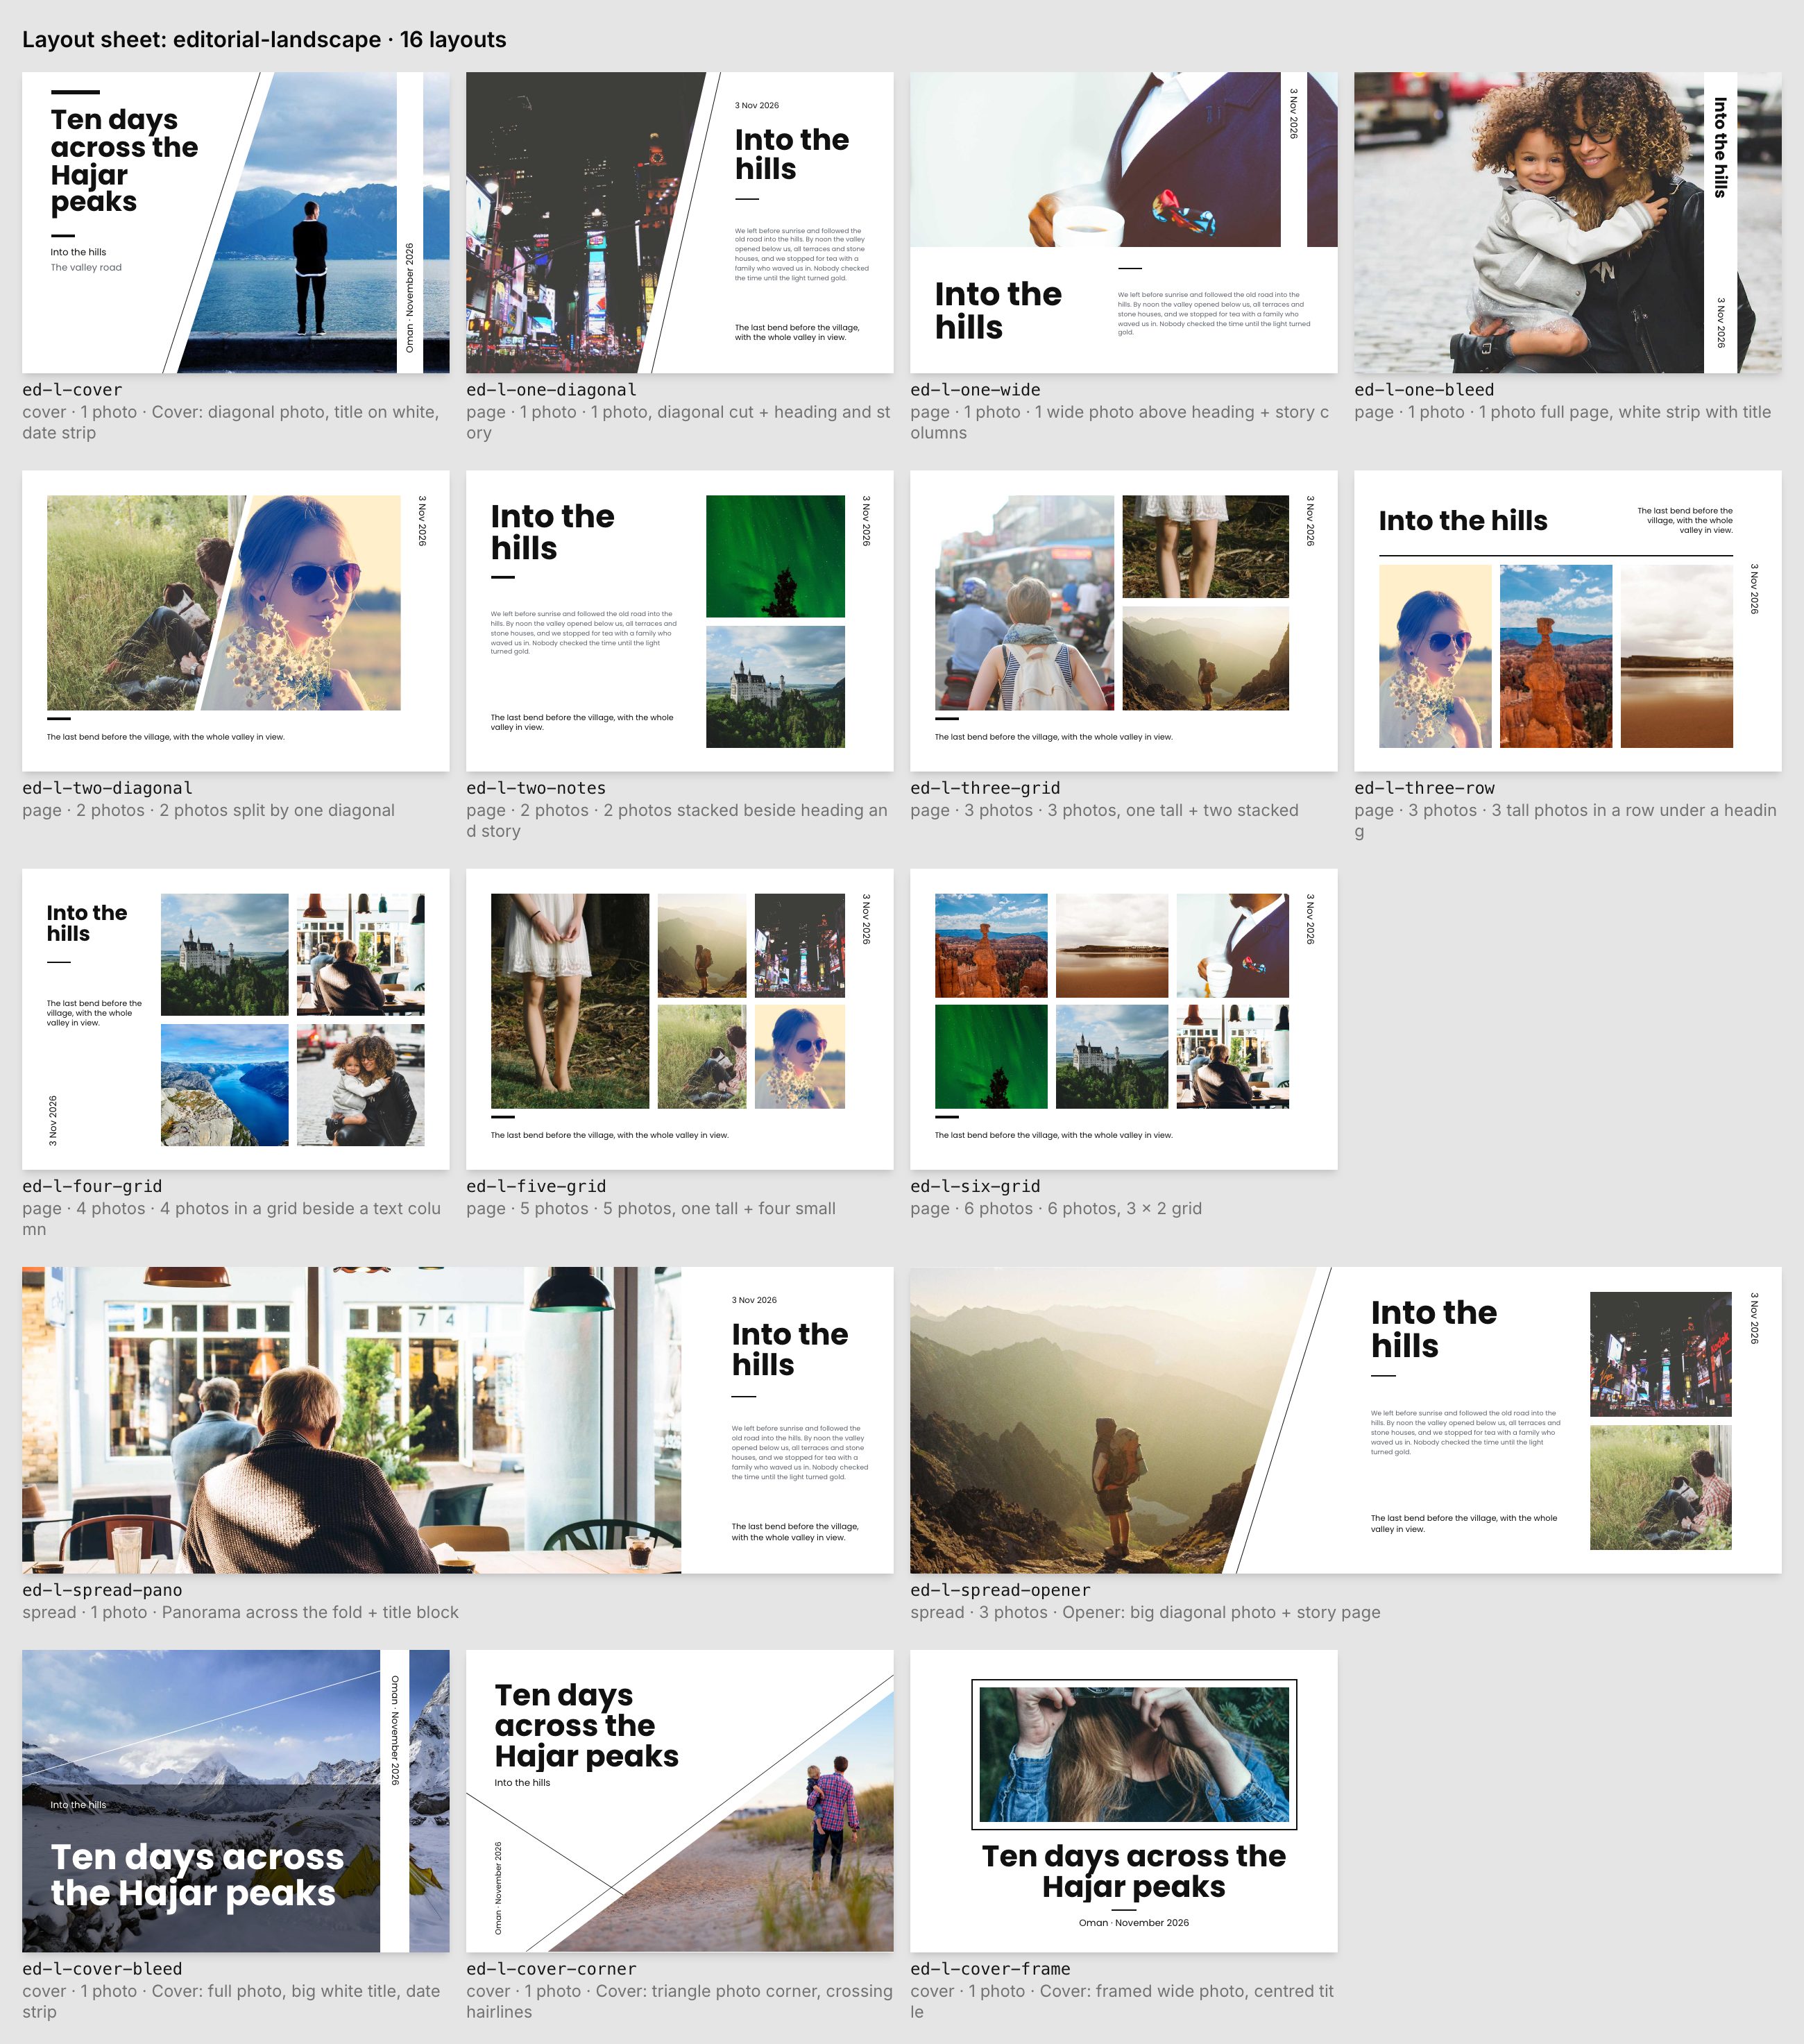 Layout sheet: editorial-landscape · 16 layouts
Ten days
across the
Hajar
peaks
Into the hills
The valley road
Oman · November 2026
ed-l-cover
cover · 1 photo · Cover: diagonal photo, title on white,
date strip
3 Nov 2026
Into the
hills
We left before sunrise and followed the
old road into the hills. By noon the valley
opened below us, all terraces and stone
houses, and we stopped for tea with a
family who waved us in. Nobody checked
the time until the light turned gold.
The last bend before the village,
with the whole valley in view.
ed-l-one-diagonal
page · 1 photo · 1 photo, diagonal cut + heading and st
ory
3 Nov 2026
Into the
hills
We left before sunrise and followed the old road into the
hills. By noon the valley opened below us, all terraces and
stone houses, and we stopped for tea with a family who
waved us in. Nobody checked the time until the light turned
gold.
ed-l-one-wide
page · 1 photo · 1 wide photo above heading + story c
olumns
Into the hills
3 Nov 2026
ed-l-one-bleed
page · 1 photo · 1 photo full page, white strip with title
3 Nov 2026
The last bend before the village, with the whole valley in view.
ed-l-two-diagonal
page · 2 photos · 2 photos split by one diagonal
Into the
hills
3 Nov 2026
We left before sunrise and followed the old road into the
hills. By noon the valley opened below us, all terraces and
stone houses, and we stopped for tea with a family who
waved us in. Nobody checked the time until the light
turned gold.
The last bend before the village, with the whole
valley in view.
ed-l-two-notes
page · 2 photos · 2 photos stacked beside heading an
d story
3 Nov 2026
The last bend before the village, with the whole valley in view.
ed-l-three-grid
page · 3 photos · 3 photos, one tall + two stacked
Into the hills
The last bend before the
village, with the whole
valley in view.
3 Nov 2026
ed-l-three-row
page · 3 photos · 3 tall photos in a row under a headin
g
Into the
hills
The last bend before the
village, with the whole
valley in view.
3 Nov 2026
ed-l-four-grid
page · 4 photos · 4 photos in a grid beside a text colu
mn
3 Nov 2026
The last bend before the village, with the whole valley in view.
ed-l-five-grid
page · 5 photos · 5 photos, one tall + four small
3 Nov 2026
The last bend before the village, with the whole valley in view.
ed-l-six-grid
page · 6 photos · 6 photos, 3 × 2 grid
7 4
3 Nov 2026
Into the
hills
We left before sunrise and followed the
old road into the hills. By noon the valley
opened below us, all terraces and stone
houses, and we stopped for tea with a
family who waved us in. Nobody checked
the time until the light turned gold.
The last bend before the village,
with the whole valley in view.
ed-l-spread-pano
spread · 1 photo · Panorama across the fold + title block
Into the
hills
3 Nov 2026
We left before sunrise and followed the old road into the
hills. By noon the valley opened below us, all terraces and
stone houses, and we stopped for tea with a family who
waved us in. Nobody checked the time until the light
turned gold.
The last bend before the village, with the whole
valley in view.
ed-l-spread-opener
spread · 3 photos · Opener: big diagonal photo + story page
Oman · November 2026
Into the hills
Ten days across
the Hajar peaks
ed-l-cover-bleed
cover · 1 photo · Cover: full photo, big white title, date
strip
Ten days
across the
Hajar peaks
Into the hills
Oman · November 2026
ed-l-cover-corner
cover · 1 photo · Cover: triangle photo corner, crossing
hairlines
Ten days across the
Hajar peaks
Oman · November 2026
ed-l-cover-frame
cover · 1 photo · Cover: framed wide photo, centred tit
le